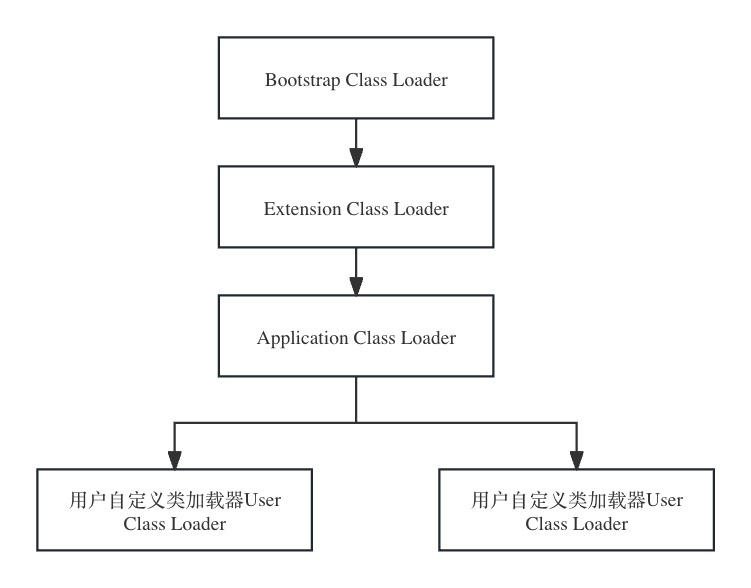 Bootstrap Class Loader
Extension Class Loader
Application Class Loader
用户自定义类加载器User
Class Loader
用户自定义类加载器User
Class Loader